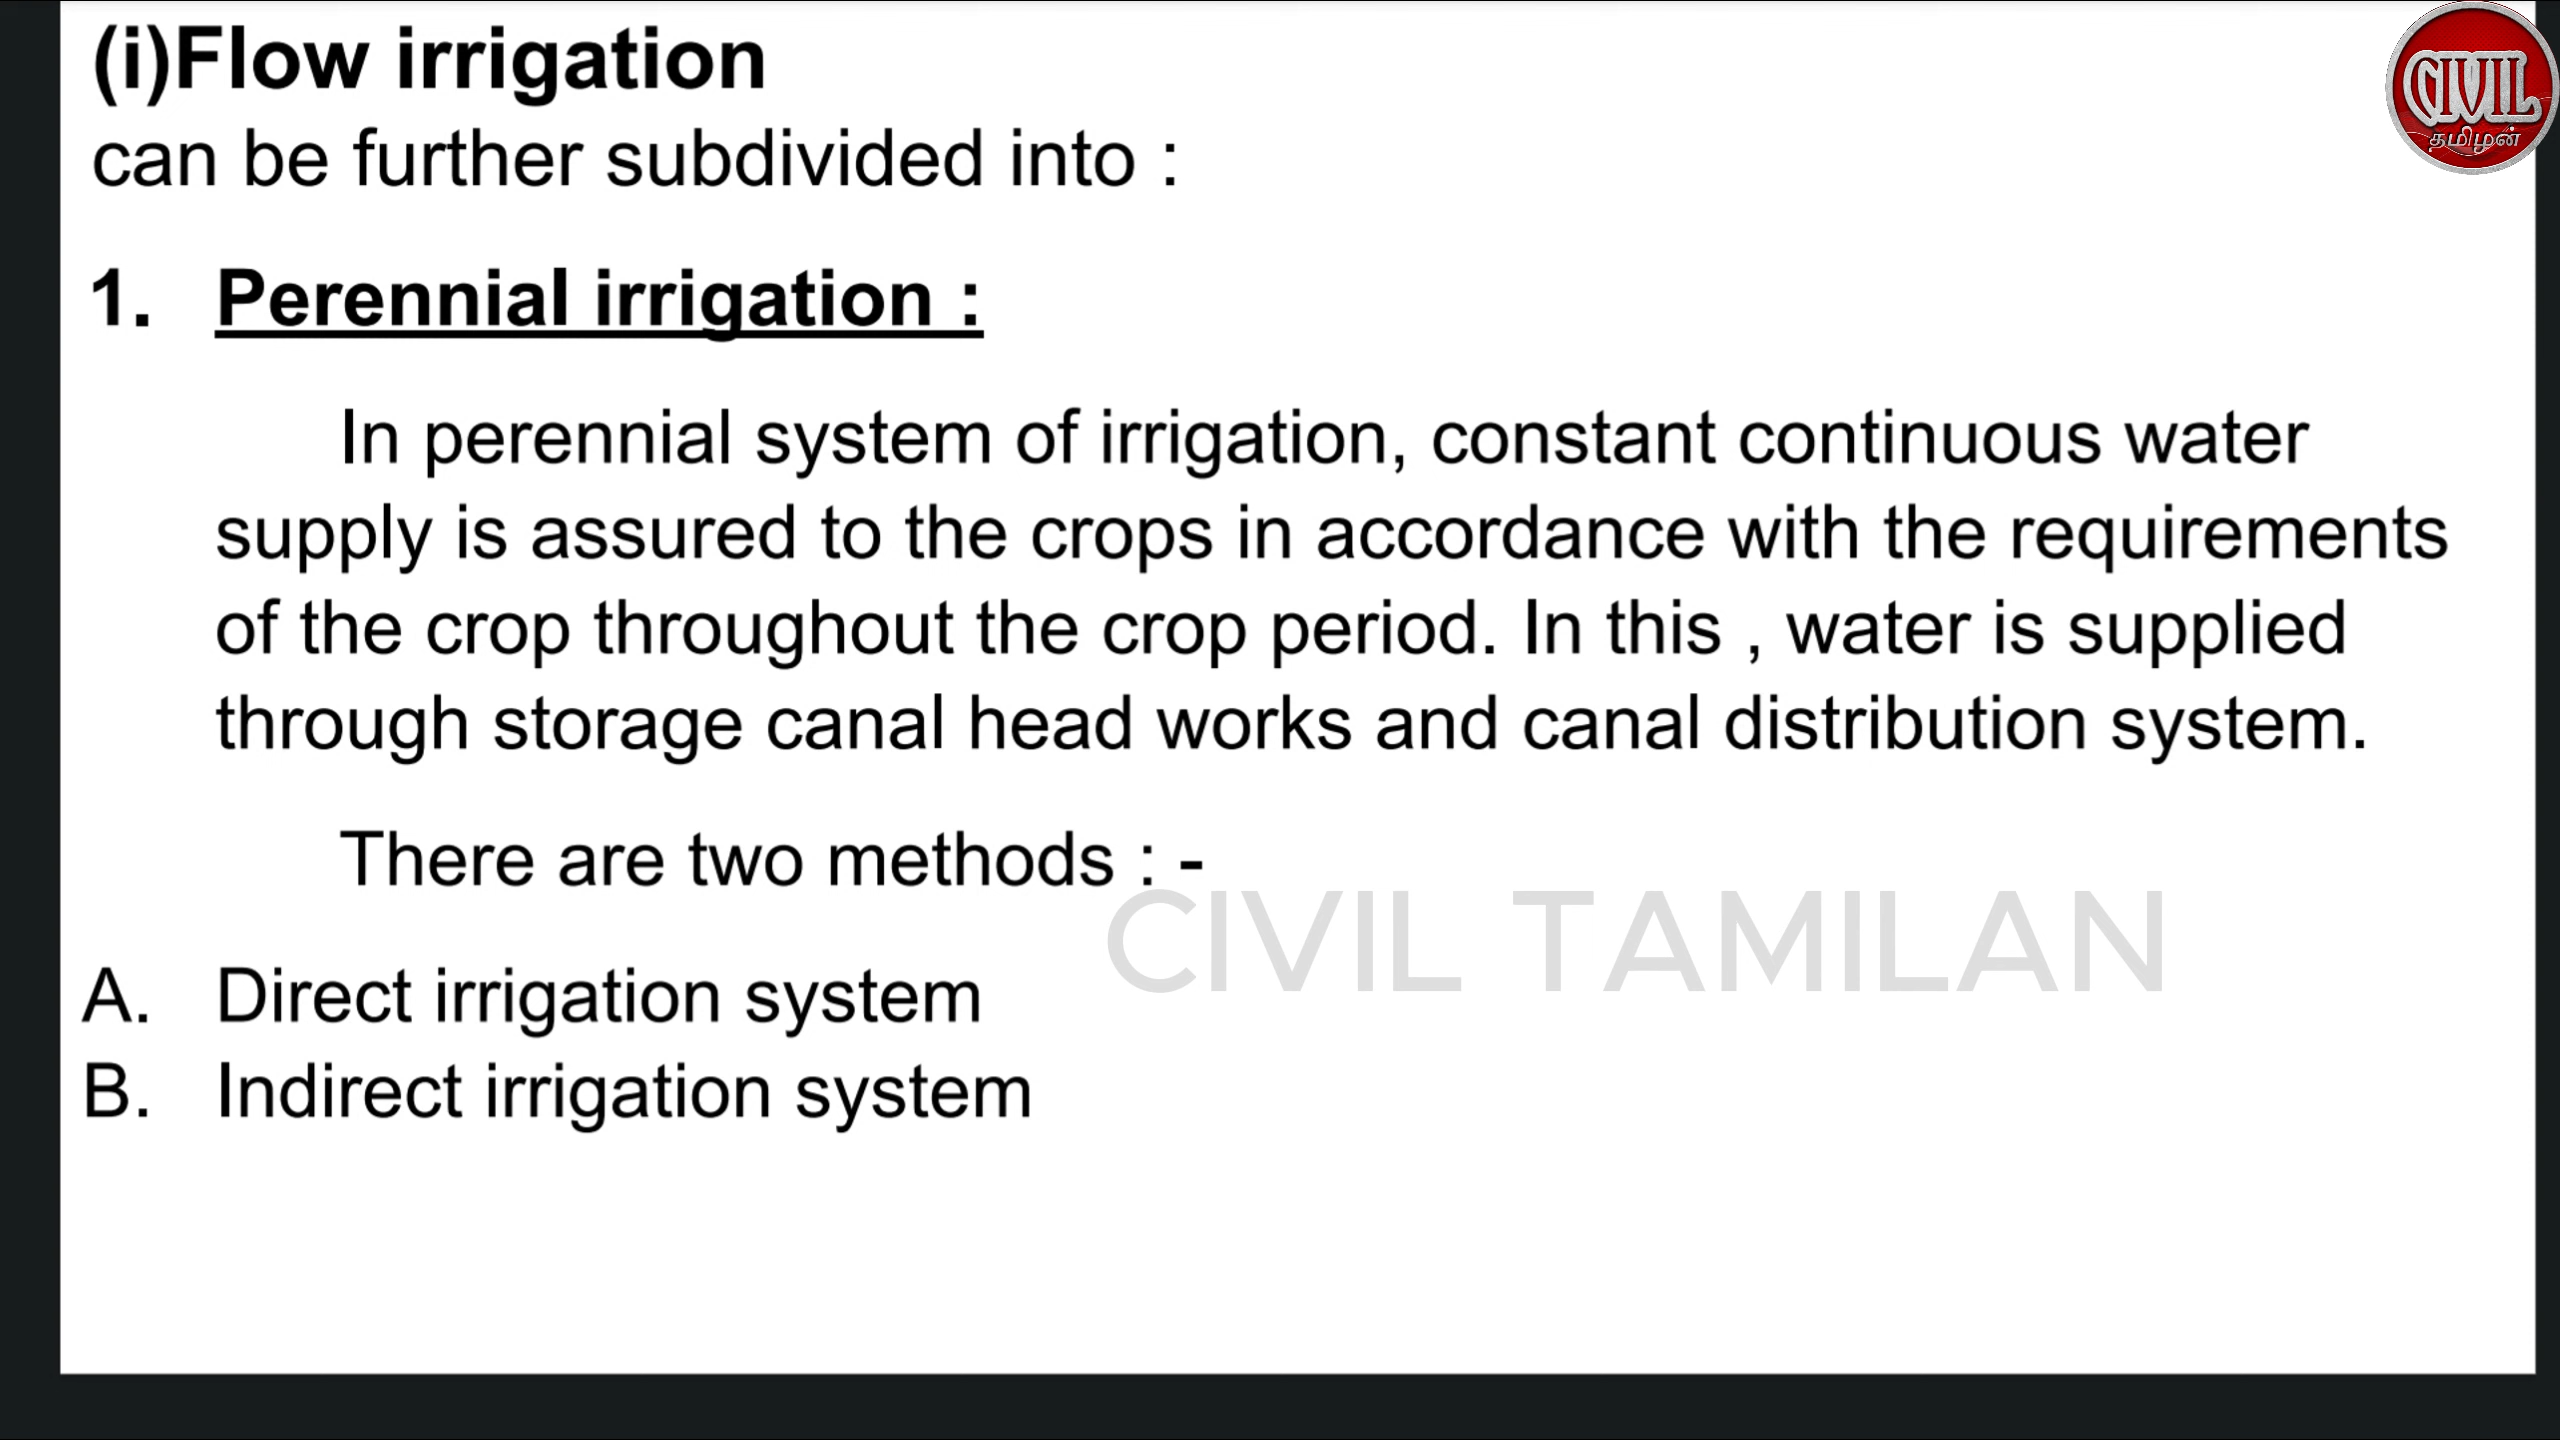 (i)Flow irrigation
can be further subdivided into :
1. Perennial irrigation :
In perennial system of irrigation, constant continuous water
supply is assured to the crops in accordance with the requirements
of the crop throughout the crop period. In this , water is supplied
through storage canal head works and canal distribution system.
There are two methods : -
A. Direct irrigation system
B. Indirect irrigation system
CIVIL TAMILAN
CIVIL
தமிழன்